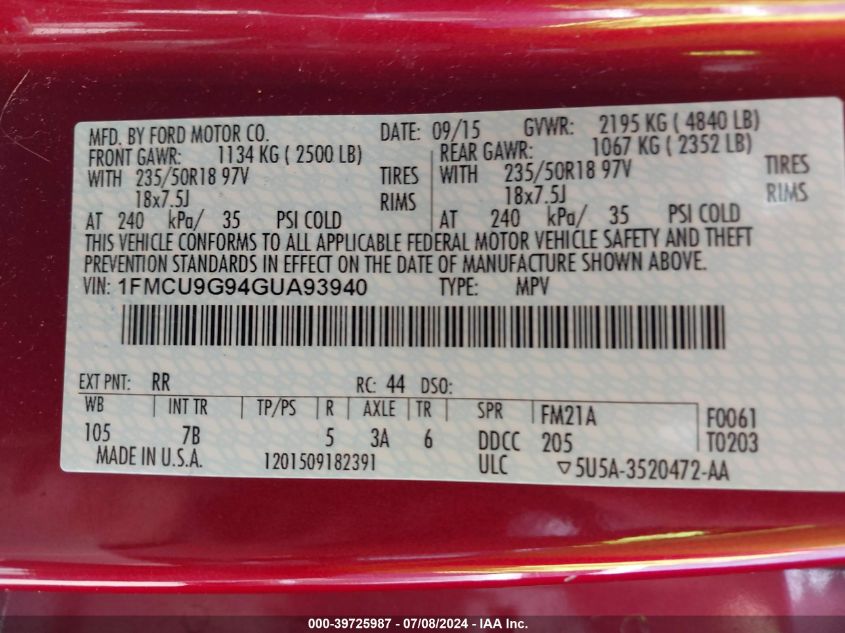 MFD. BY FORD MOTOR CO. DATE: 09/15 GVWR: 2195 KG ( 4840 LB)
FRONT GAWR: 1134 KG ( 2500 LB) REAR GAWR: 1067 KG ( 2352 LB)
WITH 235/50R18 97V TIRES WITH 235/50R18 97V TIRES
18x7.5J RIMS 18x7.5J RIMS
AT 240 kPa/ 35 PSI COLD AT 240 kPa/ 35 PSI COLD
THIS VEHICLE CONFORMS TO ALL APPLICABLE FEDERAL MOTOR VEHICLE SAFETY AND THEFT
PREVENTION STANDARDS IN EFFECT ON THE DATE OF MANUFACTURE SHOWN ABOVE.
VIN: 1FMCU9G94GUA93940 TYPE: MPV
EXT PNT: RR RC: 44 DSO:
WB INT TR TP/PS R AXLE TR SPR FM21A F0061
105 7B 5 3A 6 DDCC 205 T0203
MADE IN U.S.A. 1201509182391 ULC ▽5U5A-3520472-AA
000-39725987 - 07/08/2024 - IAA Inc.